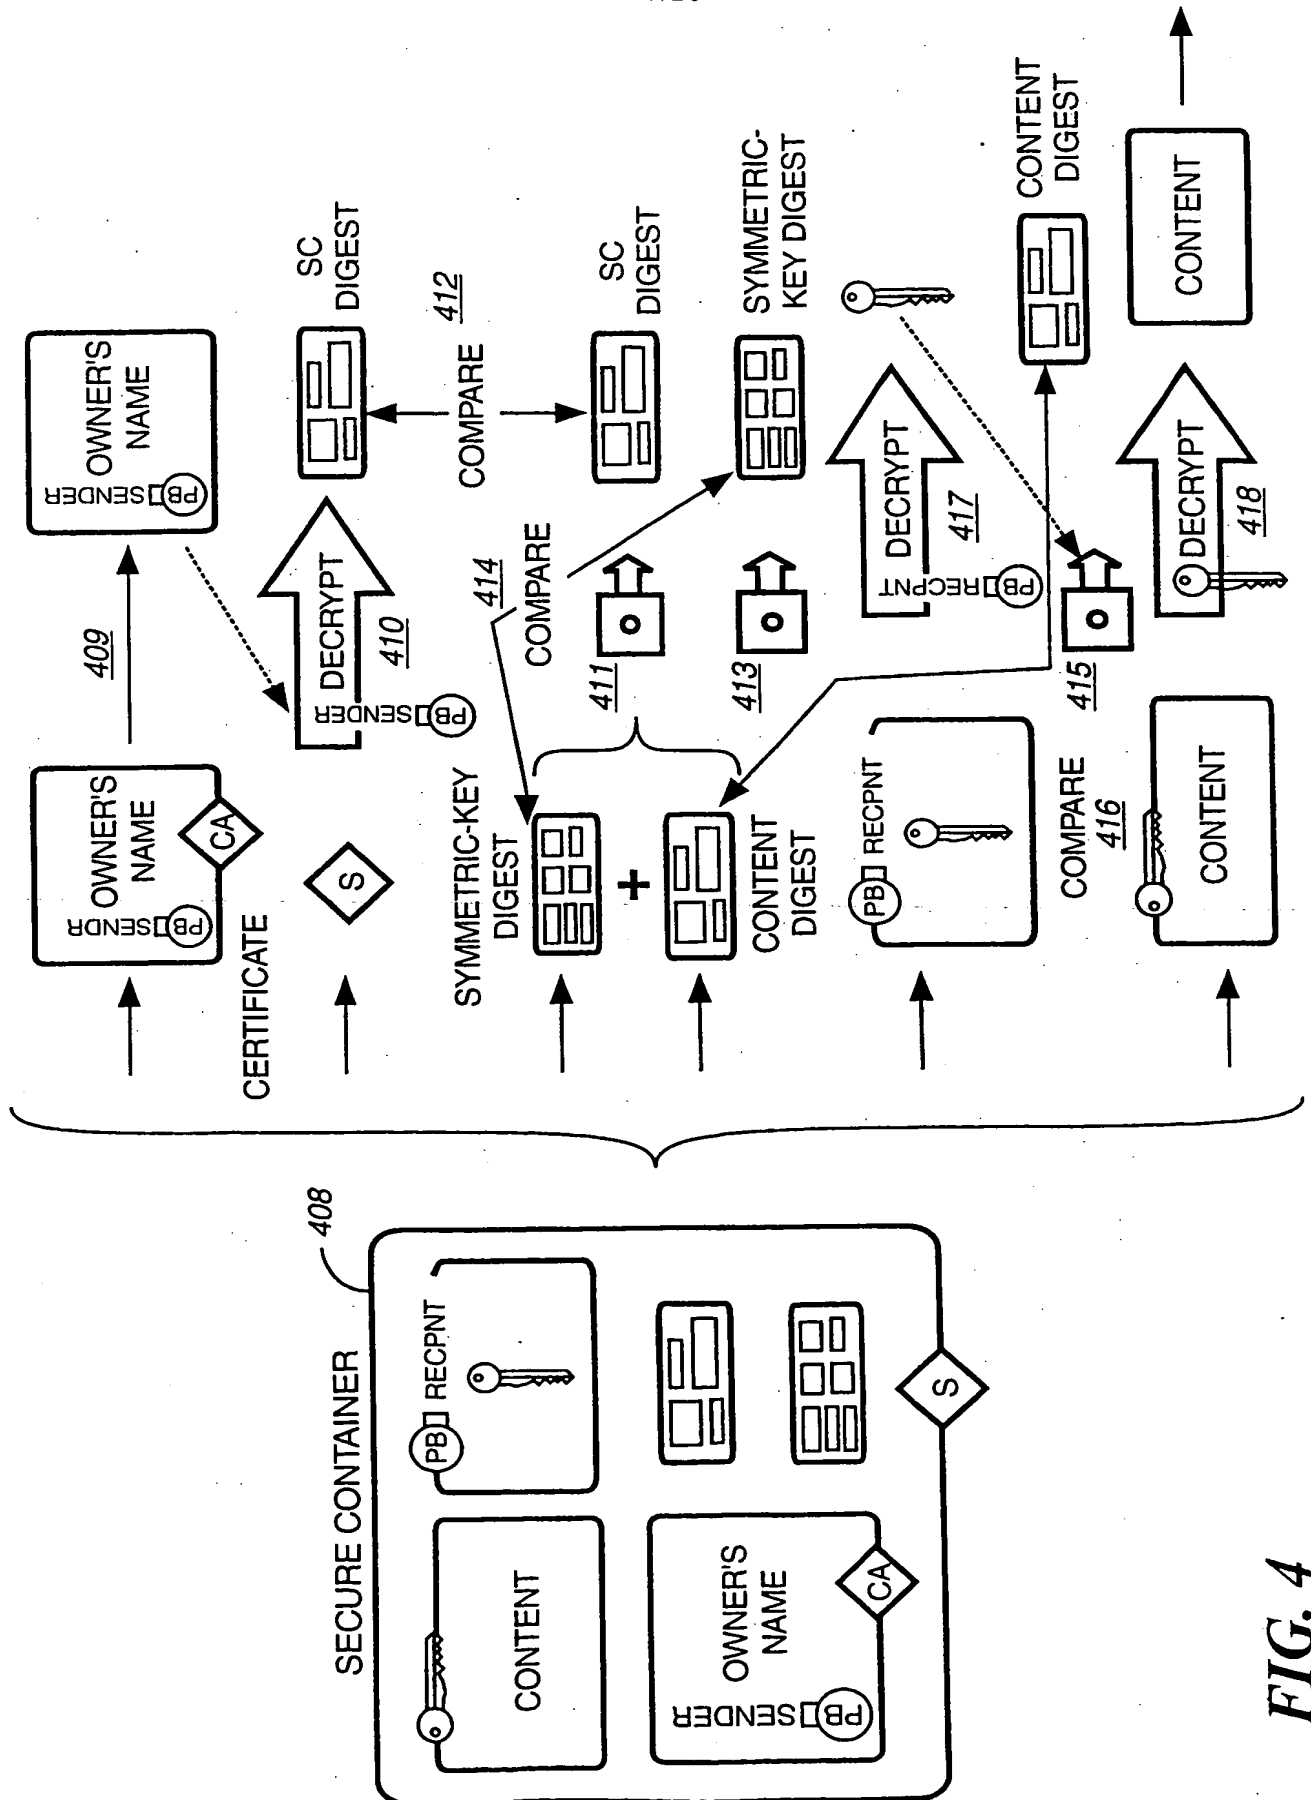 SECURE CONTAINER
408
CONTENT
PB RECPNT
PB SENDER
OWNER'S
NAME
CA
S
PB SENDR
OWNER'S
NAME
CA
CERTIFICATE
409
PB SENDER
OWNER'S
NAME
S
PB SENDER
DECRYPT
410
SC
DIGEST
COMPARE
412
SYMMETRIC-KEY
DIGEST
414
COMPARE
411
SC
DIGEST
+
CONTENT
DIGEST
413
SYMMETRIC-
KEY DIGEST
PB RECPNT
PB RECPNT
DECRYPT
417
COMPARE
416
415
CONTENT
DIGEST
CONTENT
DECRYPT
418
CONTENT
FIG. 4